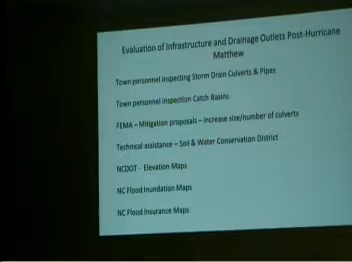 Evaluation of Infrastructure and Drainage Outlets Post-Hurricane
Matthew
Town personnel inspecting Storm Drain Culverts & Pipes
Town personnel inspection Catch Basins
FEMA – Mitigation proposals – increase size/number of culverts
Technical assistance – Soil & Water Conservation District
NCDOT - Elevation Maps
NC Flood Inundation Maps
NC Flood Insurance Maps